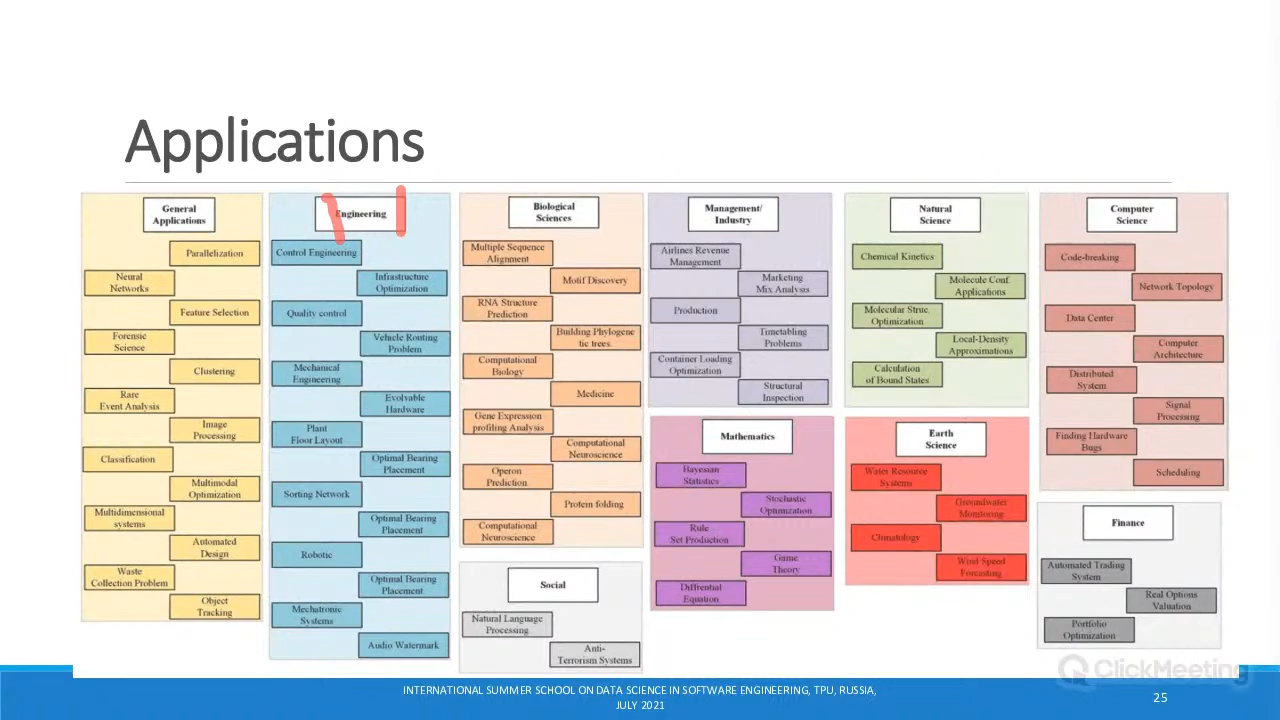 Applications
General
Applications
Parallelization
Neural
Networks
Feature Selection
Forensic
Science
Clustering
Rare
Event Analysis
Image
Processing
Classification
Multimodal
Optimization
Multidimensional
systems
Automated
Design
Waste
Collection Problem
Object
Tracking
Engineering
Control Engineering
Infrastructure
Optimization
Quality control
Vehicle Routing
Problem
Mechanical
Engineering
Evolvable
Hardware
Plant
Floor Layout
Optimal Bearing
Placement
Sorting Network
Optimal Bearing
Placement
Robotic
Optimal Bearing
Placement
Mechatronic
Systems
Audio Watermark
Biological
Sciences
Multiple Sequence
Alignment
Motif Discovery
RNA Structure
Prediction
Building Phylogene
tic trees.
Computational
Biology
Medicine
Gene Expression
profiling Analysis
Computational
Neuroscience
Operon
Prediction
Protein folding
Computational
Neuroscience
Social
Natural Language
Processing
Anti-
Terrorism Systems
Management/
Industry
Airlines Revenue
Management
Marketing
Mix Analysis
Production
Timetabling
Problems
Container Loading
Optimization
Structural
Inspection
Mathematics
Bayesian
Statistics
Stochastic
Optimization
Rule
Set Production
Game
Theory
Diffrential
Equation
Natural
Science
Chemical Kinetics
Molecule Conf.
Applications
Molecular Struc.
Optimization
Local-Density
Approximations
Calculation
of Bound States
Earth
Science
Water Resource
Systems
Groundwater
Monitoring
Climatology
Wind Speed
Forcasting
Computer
Science
Code-breaking
Network Topology
Data Center
Computer
Architecture
Distributed
System
Signal
Processing
Finding Hardware
Bugs
Scheduling
Finance
Automated Trading
System
Real Options
Valuation
Portfolio
Optimization
ClickMeeting
INTERNATIONAL SUMMER SCHOOL ON DATA SCIENCE IN SOFTWARE ENGINEERING, TPU, RUSSIA,
JULY 2021
25